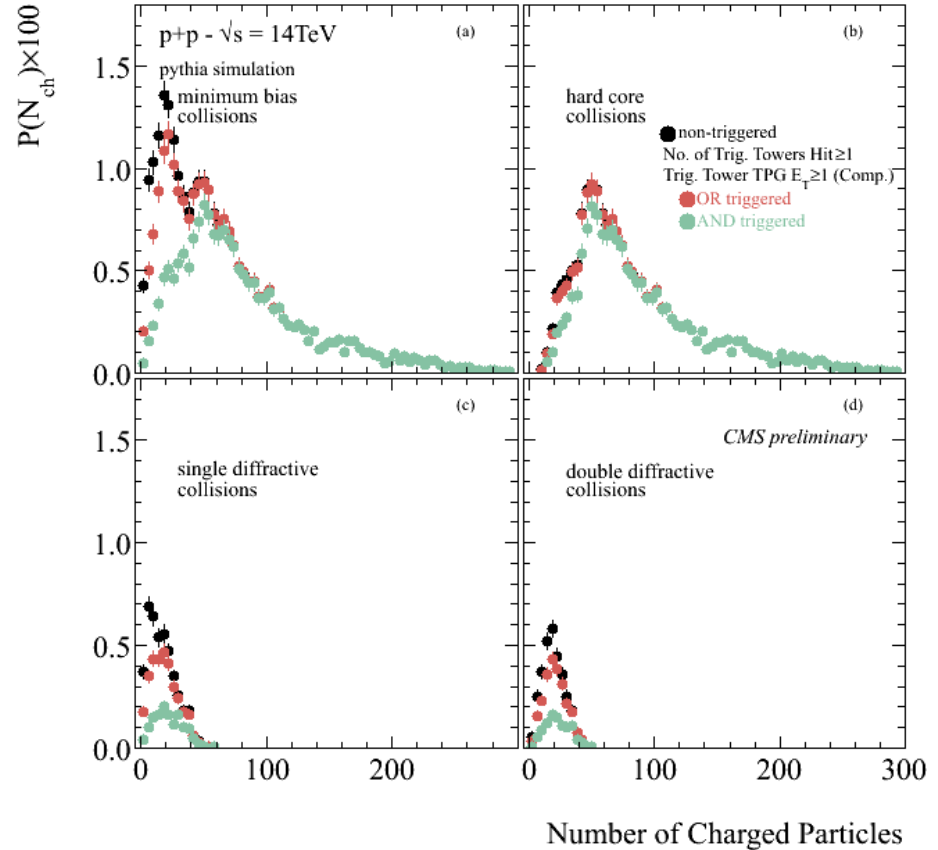 P(N_ch)×100
p+p - √s = 14TeV
pythia simulation
minimum bias
collisions
(a)
1.5
1.0
0.5
0.0
(b)
hard core
collisions
non-triggered
No. of Trig. Towers Hit≥1
Trig. Tower TPG E_T≥1 (Comp.)
OR triggered
AND triggered
(c)
single diffractive
collisions
1.5
1.0
0.5
0.0
0 100 200
(d)
CMS preliminary
double diffractive
collisions
0 100 200 300
Number of Charged Particles